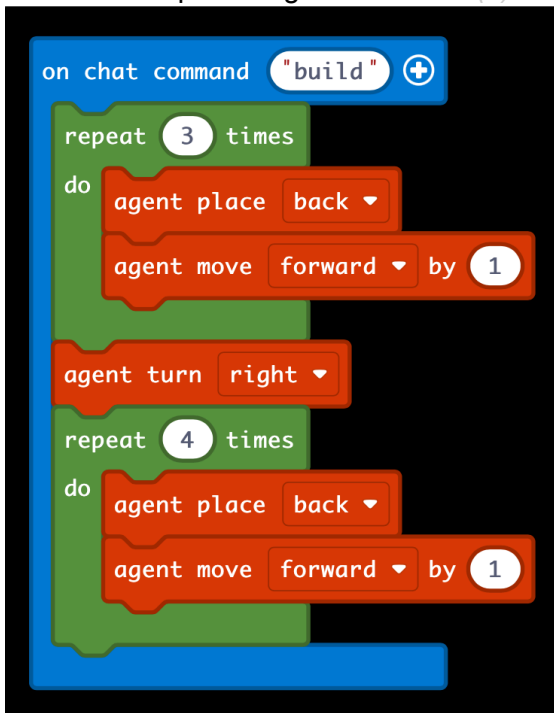 on chat command "build"
repeat 3 times
do
agent place back
agent move forward by 1
agent turn right
repeat 4 times
do
agent place back
agent move forward by 1